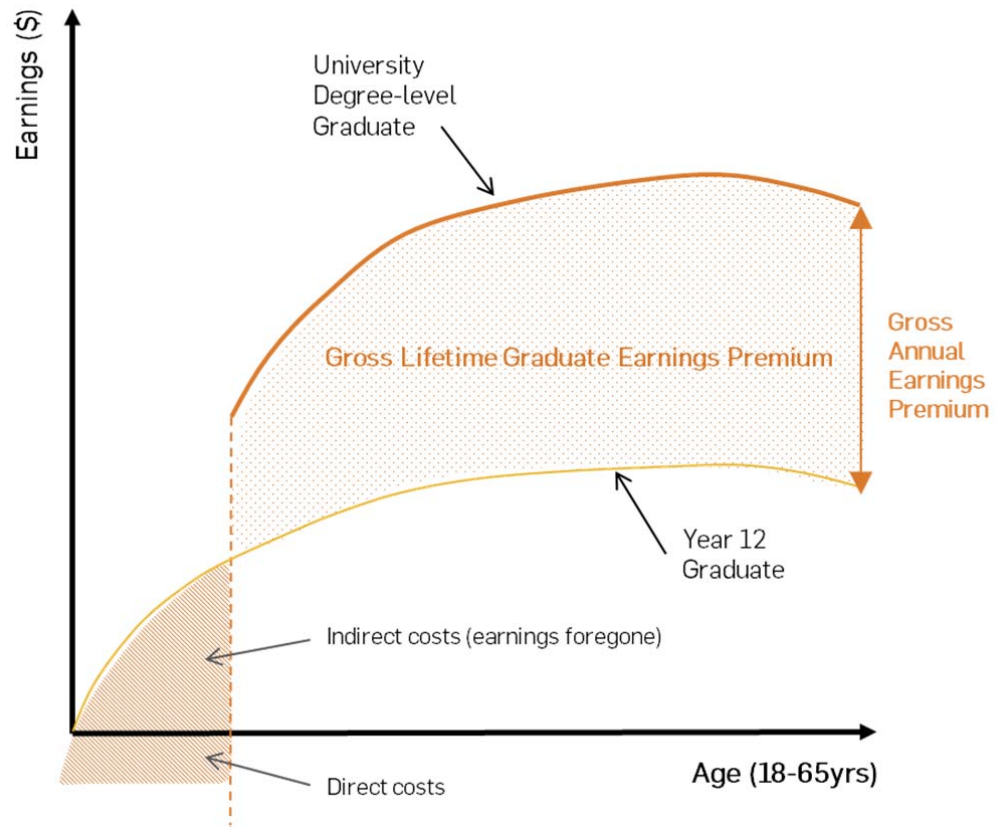 Earnings ($)
University
Degree-level
Graduate
Gross Lifetime Graduate Earnings Premium
Gross
Annual
Earnings
Premium
Year 12
Graduate
Indirect costs (earnings foregone)
Direct costs
Age (18-65yrs)